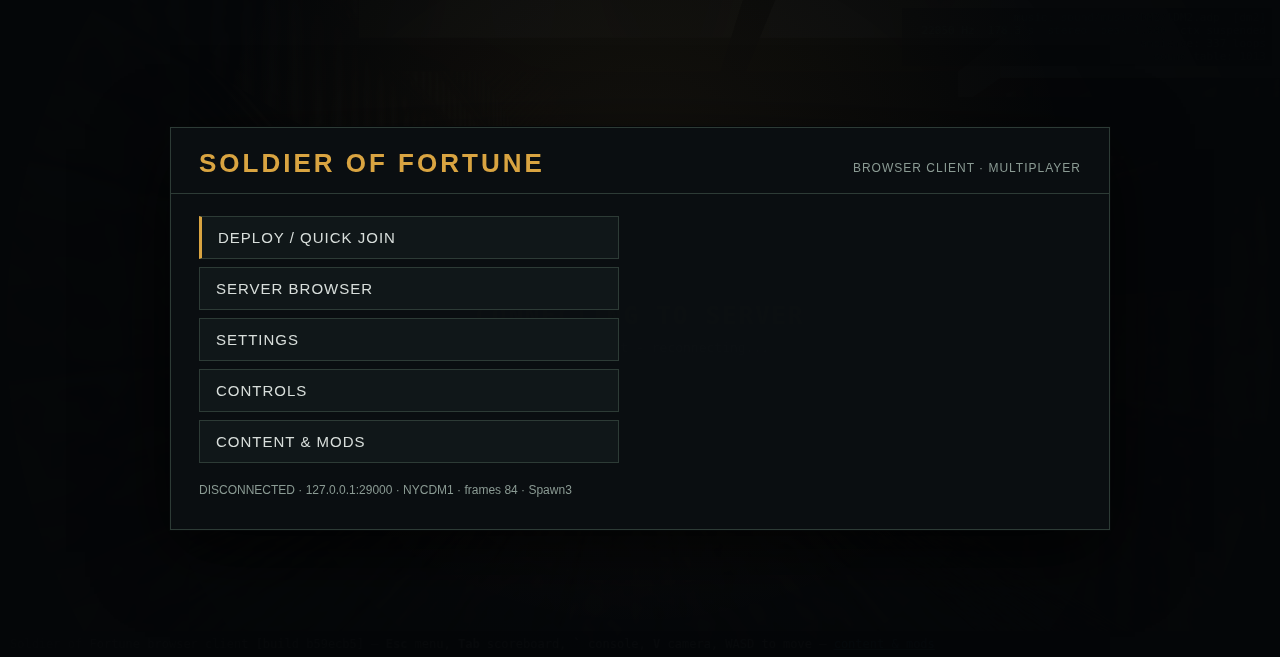 SOLDIER OF FORTUNE
BROWSER CLIENT · MULTIPLAYER
DEPLOY / QUICK JOIN
SERVER BROWSER
SETTINGS
CONTROLS
CONTENT & MODS
DISCONNECTED · 127.0.0.1:29000 · NYCDM1 · frames 84 · Spawn3